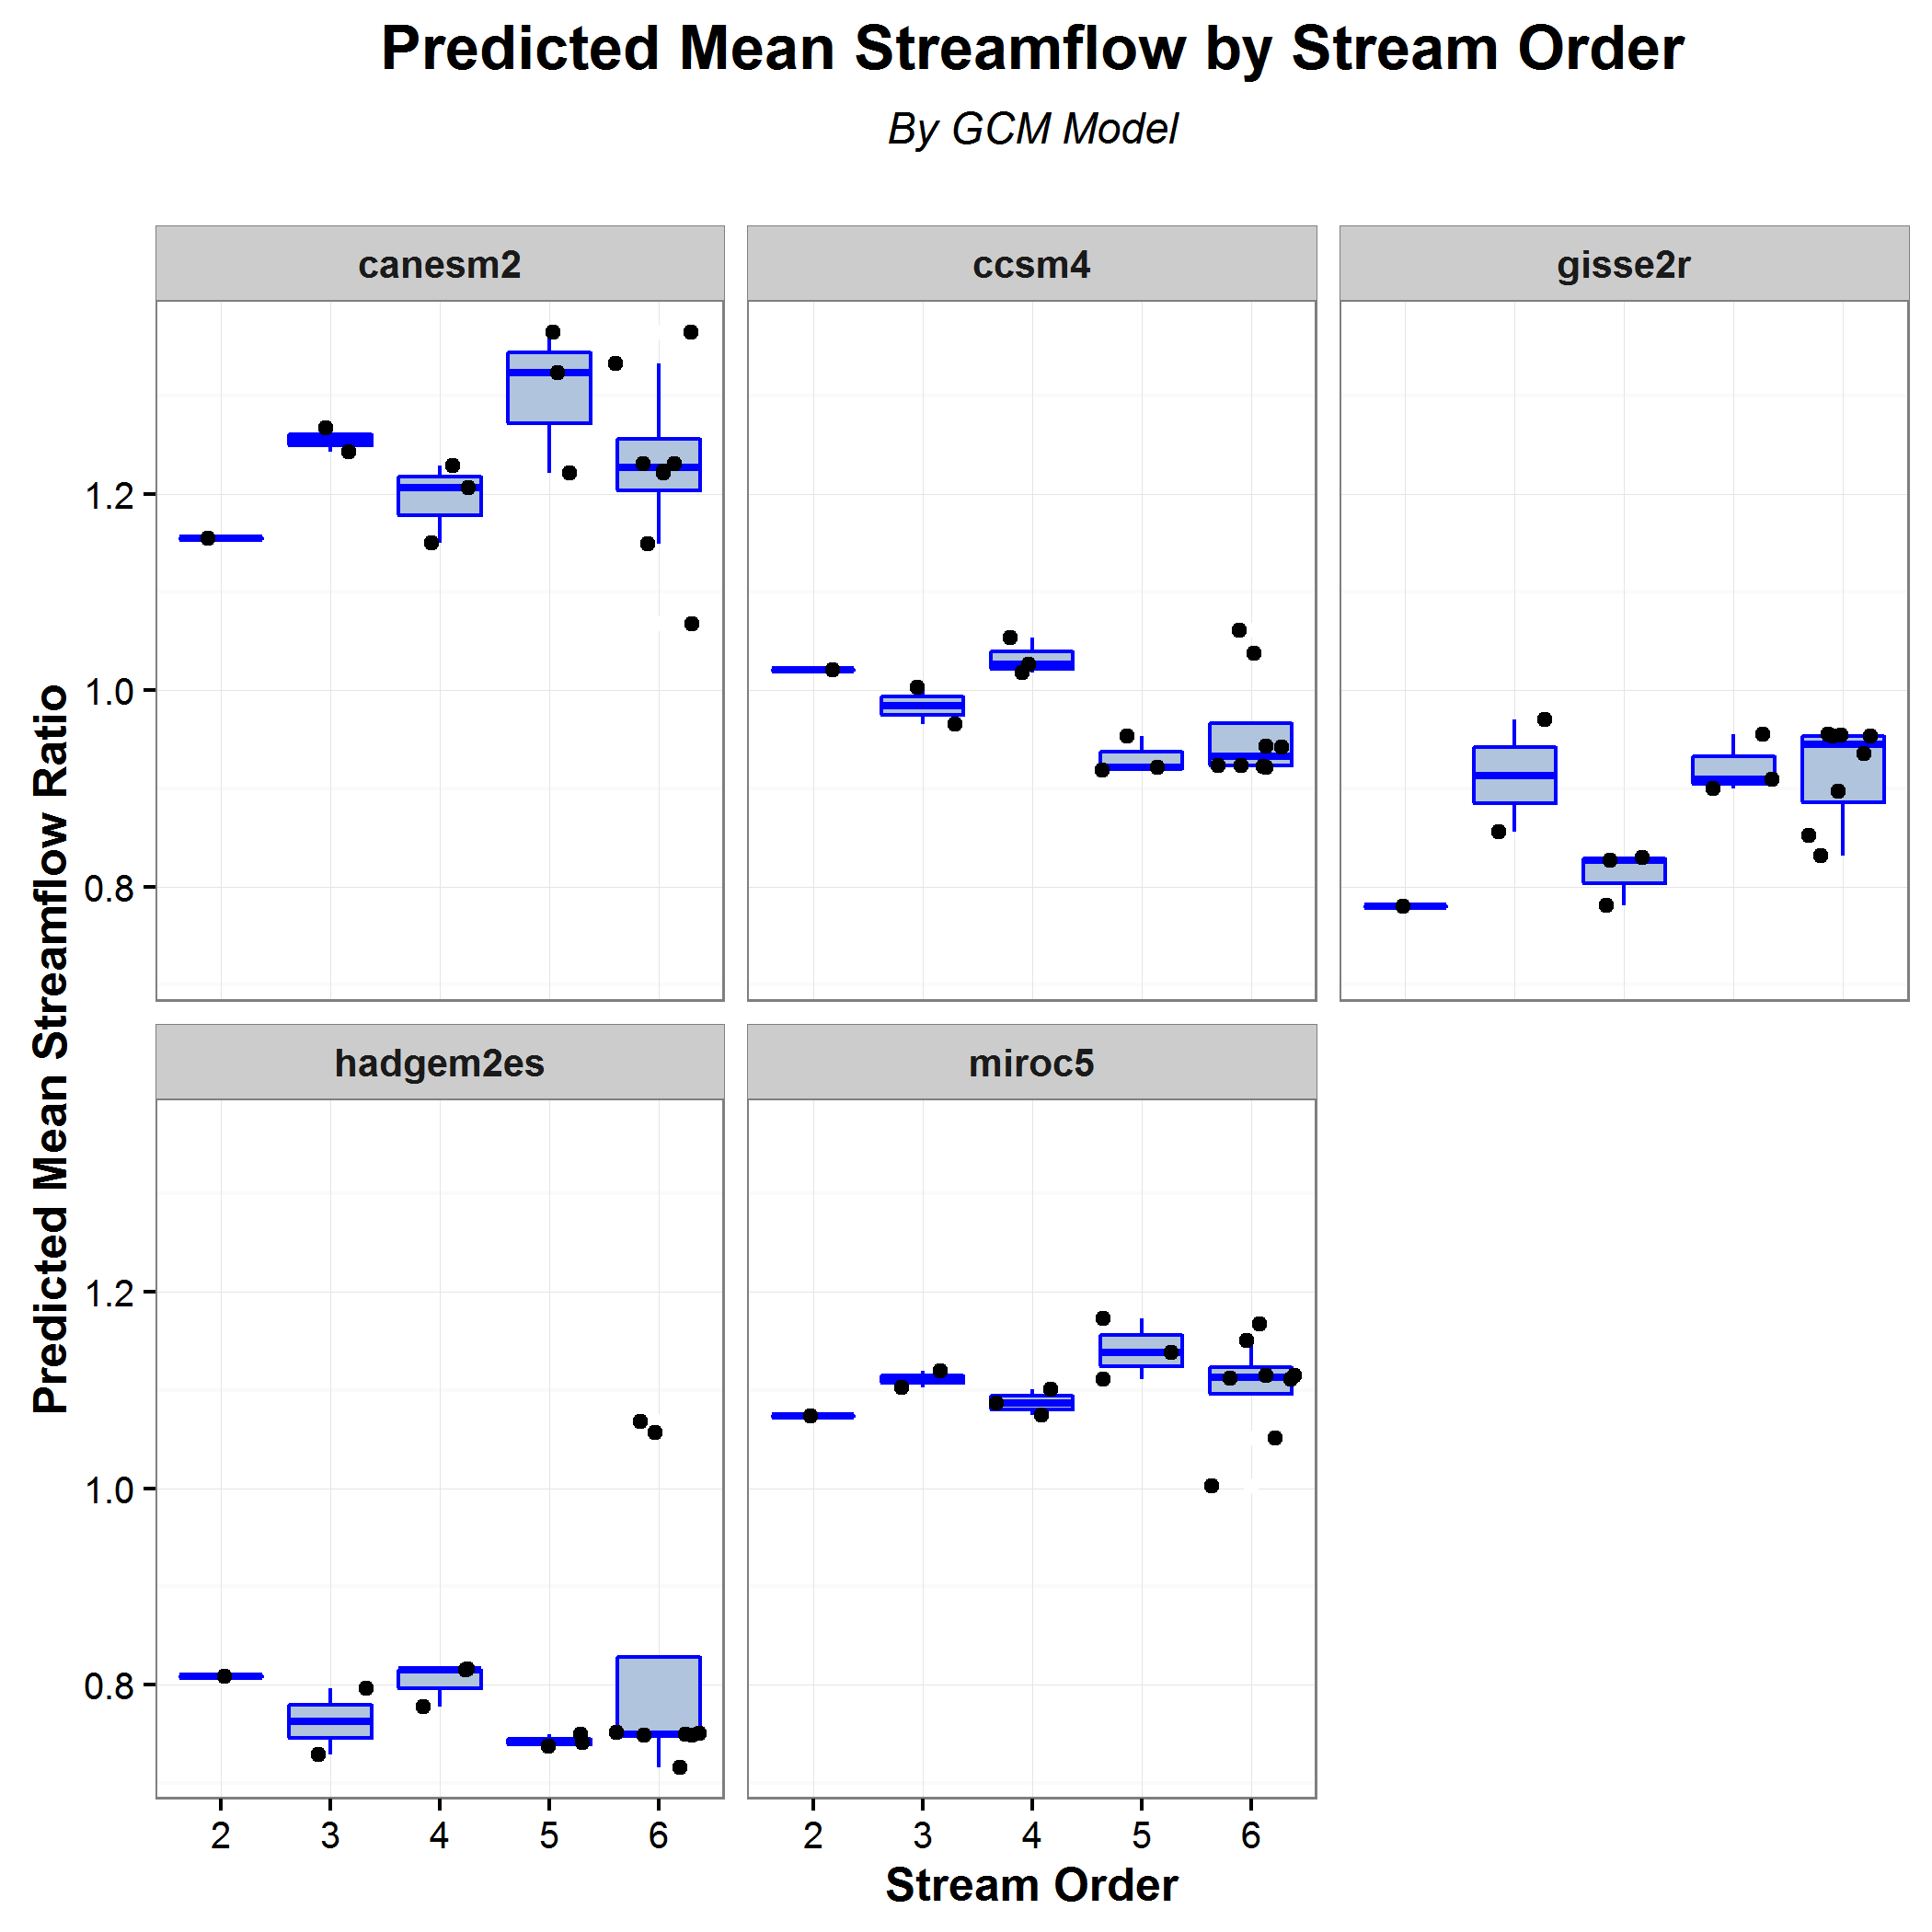 Predicted Mean Streamflow by Stream Order
By GCM Model
canesm2
ccsm4
gisse2r
1.2
1.0
0.8
Predicted Mean Streamflow Ratio
hadgem2es
miroc5
1.2
1.0
0.8
2 3 4 5 6
2 3 4 5 6
Stream Order